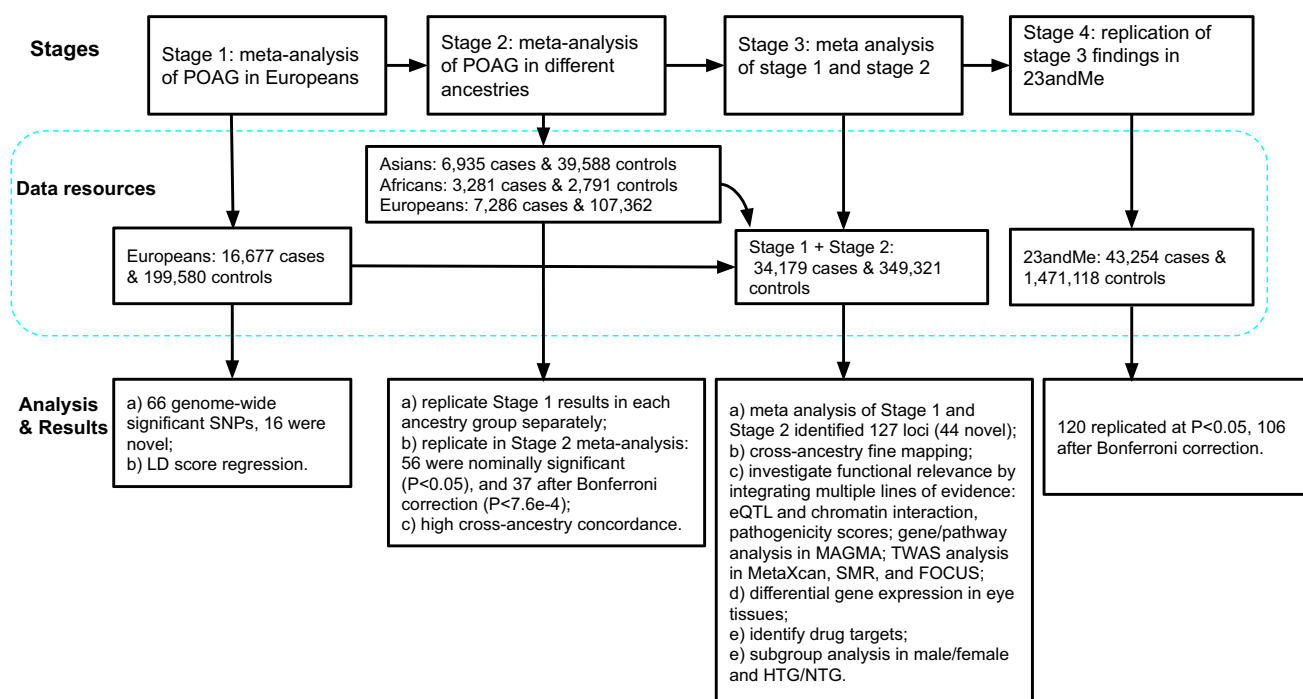 Stages
Stage 1: meta-analysis
of POAG in Europeans
Stage 2: meta-analysis
of POAG in different
ancestries
Stage 3: meta analysis
of stage 1 and stage 2
Stage 4: replication of
stage 3 findings in
23andMe
Data resources
Asians: 6,935 cases & 39,588 controls
Africans: 3,281 cases & 2,791 controls
Europeans: 7,286 cases & 107,362
Europeans: 16,677 cases
& 199,580 controls
Stage 1 + Stage 2:
34,179 cases & 349,321
controls
23andMe: 43,254 cases &
1,471,118 controls
Analysis
& Results
a) 66 genome-wide
significant SNPs, 16 were
novel;
b) LD score regression.
a) replicate Stage 1 results in each
ancestry group separately;
b) replicate in Stage 2 meta-analysis:
56 were nominally significant
(P<0.05), and 37 after Bonferroni
correction (P<7.6e-4);
c) high cross-ancestry concordance.
a) meta analysis of Stage 1 and
Stage 2 identified 127 loci (44 novel);
b) cross-ancestry fine mapping;
c) investigate functional relevance by
integrating multiple lines of evidence:
eQTL and chromatin interaction,
pathogenicity scores; gene/pathway
analysis in MAGMA; TWAS analysis
in MetaXcan, SMR, and FOCUS;
d) differential gene expression in eye
tissues;
e) identify drug targets;
e) subgroup analysis in male/female
and HTG/NTG.
120 replicated at P<0.05, 106
after Bonferroni correction.